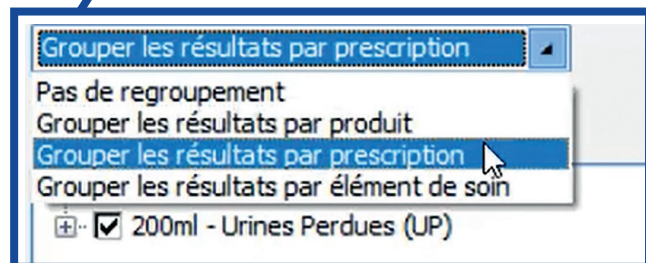 Grouper les résultats par prescription
Pas de regroupement
Grouper les résultats par produit
Grouper les résultats par prescription
Grouper les résultats par élément de soin
200ml - Urines Perdues (UP)